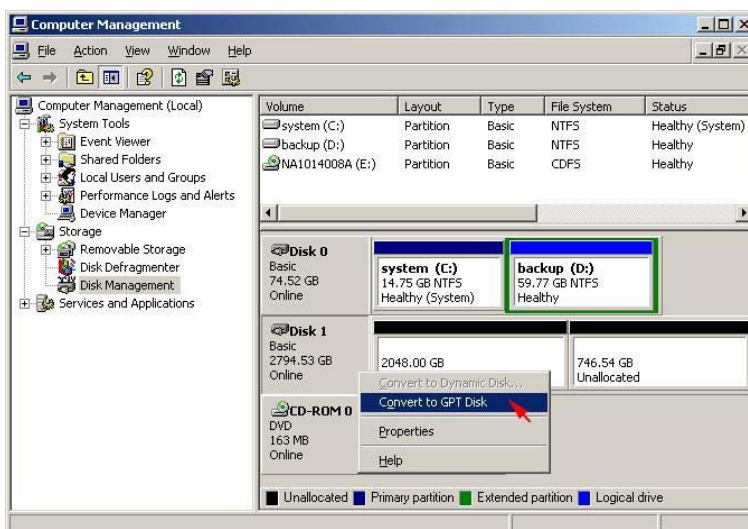 Computer Management
File Action View Window Help
Computer Management (Local)
System Tools
Event Viewer
Shared Folders
Local Users and Groups
Performance Logs and Alerts
Device Manager
Storage
Removable Storage
Disk Defragmenter
Disk Management
Services and Applications
Volume Layout Type File System Status
system (C:) Partition Basic NTFS Healthy (System)
backup (D:) Partition Basic NTFS Healthy
NA1014008A (E:) Partition Basic CDFS Healthy
Disk 0
Basic
74.52 GB
Online
system (C:)
14.75 GB NTFS
Healthy (System)
backup (D:)
59.77 GB NTFS
Healthy
Disk 1
Basic
2794.53 GB
Online
2048.00 GB
746.54 GB
Unallocated
Convert to Dynamic Disk...
Convert to GPT Disk
Properties
Help
CD-ROM 0
DVD
163 MB
Online
Unallocated Primary partition Extended partition Logical drive